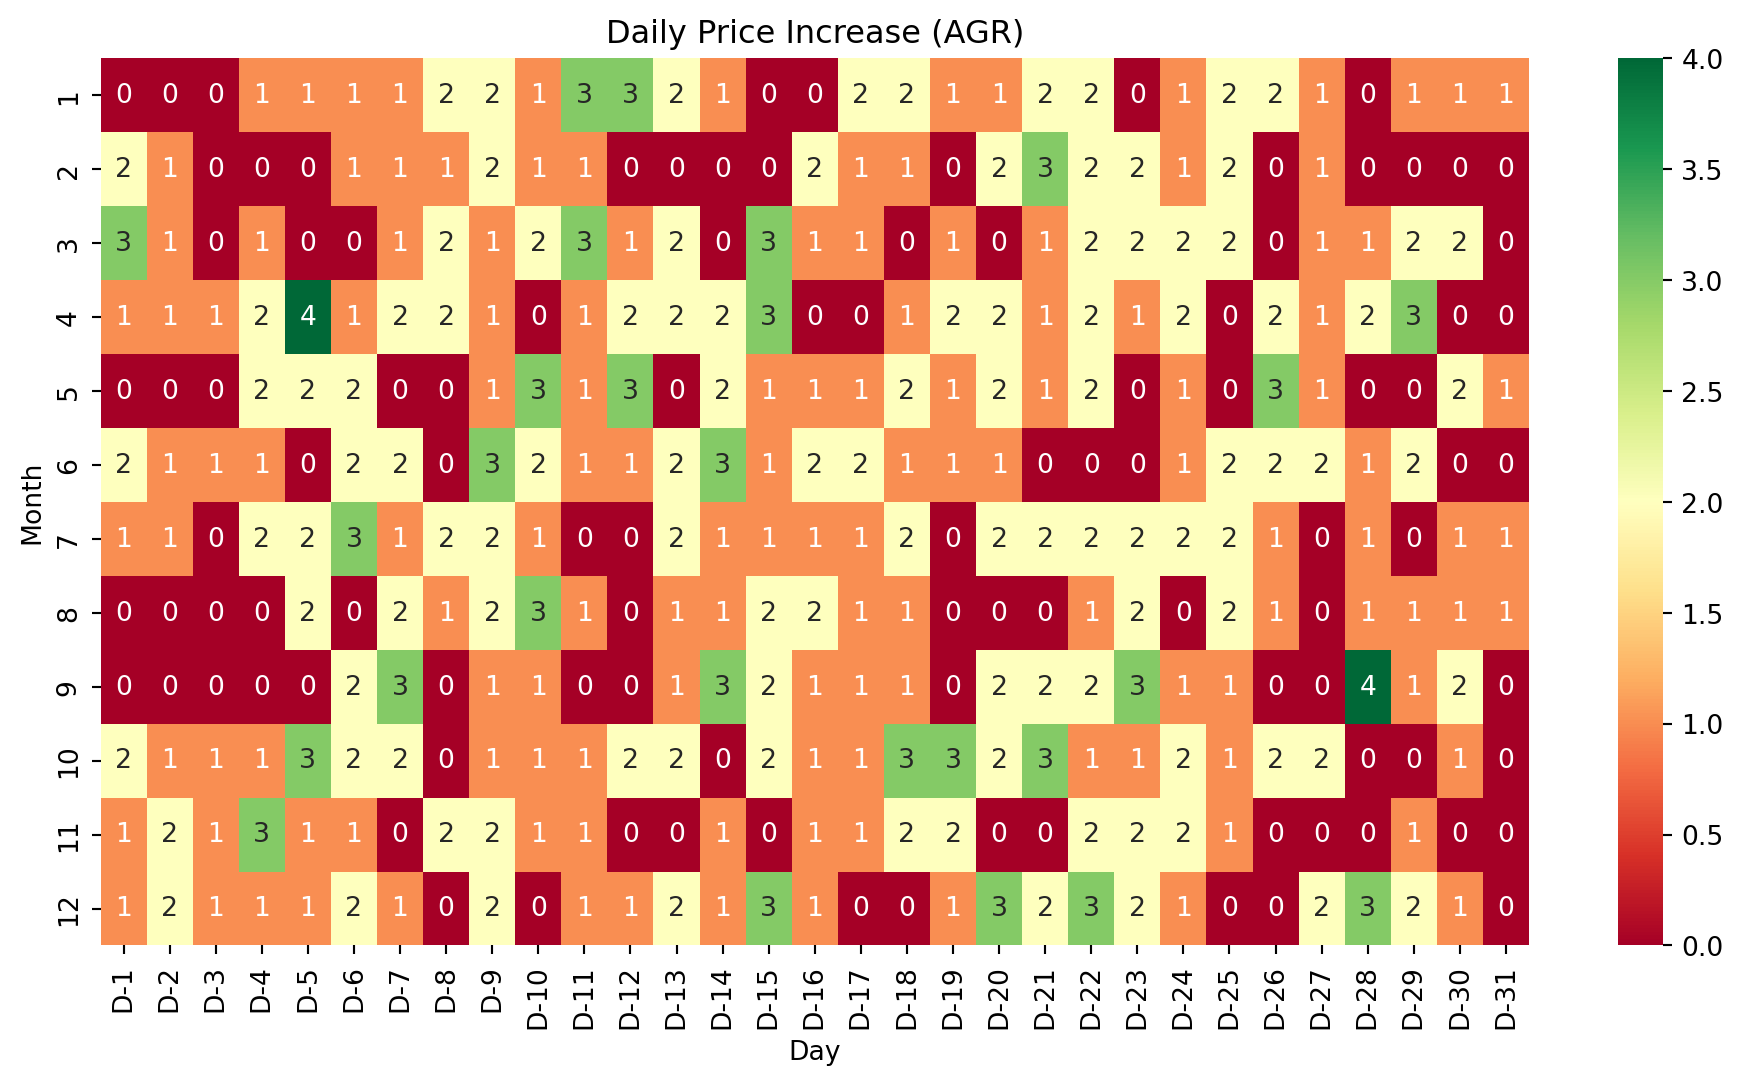 Daily Price Increase (AGR)
1 0 0 0 1 1 1 1 2 2 1 3 3 2 1 0 0 2 2 1 1 2 2 0 1 2 2 1 0 1 1 1
2 2 1 0 0 0 1 1 1 2 1 1 0 0 0 0 2 1 1 0 2 3 2 2 1 2 0 1 0 0 0 0
3 3 1 0 1 0 0 1 2 1 2 3 1 2 0 3 1 1 0 1 0 1 2 2 2 2 0 1 1 2 2 0
4 1 1 1 2 4 1 2 2 1 0 1 2 2 2 3 0 0 1 2 2 1 2 1 2 0 2 1 2 3 0 0
5 0 0 0 2 2 2 0 0 1 3 1 3 0 2 1 1 1 2 1 2 1 2 0 1 0 3 1 0 0 2 1
6 2 1 1 1 0 2 2 0 3 2 1 1 2 3 1 2 2 1 1 1 0 0 0 1 2 2 2 1 2 0 0
7 1 1 0 2 2 3 1 2 2 1 0 0 2 1 1 1 1 2 0 2 2 2 2 2 2 1 0 1 0 1 1
8 0 0 0 0 2 0 2 1 2 3 1 0 1 1 2 2 1 1 0 0 0 1 2 0 2 1 0 1 1 1 1
9 0 0 0 0 0 2 3 0 1 1 0 0 1 3 2 1 1 1 0 2 2 2 3 1 1 0 0 4 1 2 0
10 2 1 1 1 3 2 2 0 1 1 1 2 2 0 2 1 1 3 3 2 3 1 1 2 1 2 2 0 0 1 0
11 1 2 1 3 1 1 0 2 2 1 1 0 0 1 0 1 1 2 2 0 0 2 2 2 1 0 0 0 1 0 0
12 1 2 1 1 1 2 1 0 2 0 1 1 2 1 3 1 0 0 1 3 2 3 2 1 0 0 2 3 2 1 0
Month
D-1 D-2 D-3 D-4 D-5 D-6 D-7 D-8 D-9 D-10 D-11 D-12 D-13 D-14 D-15 D-16 D-17 D-18 D-19 D-20 D-21 D-22 D-23 D-24 D-25 D-26 D-27 D-28 D-29 D-30 D-31
Day
4.0
3.5
3.0
2.5
2.0
1.5
1.0
0.5
0.0